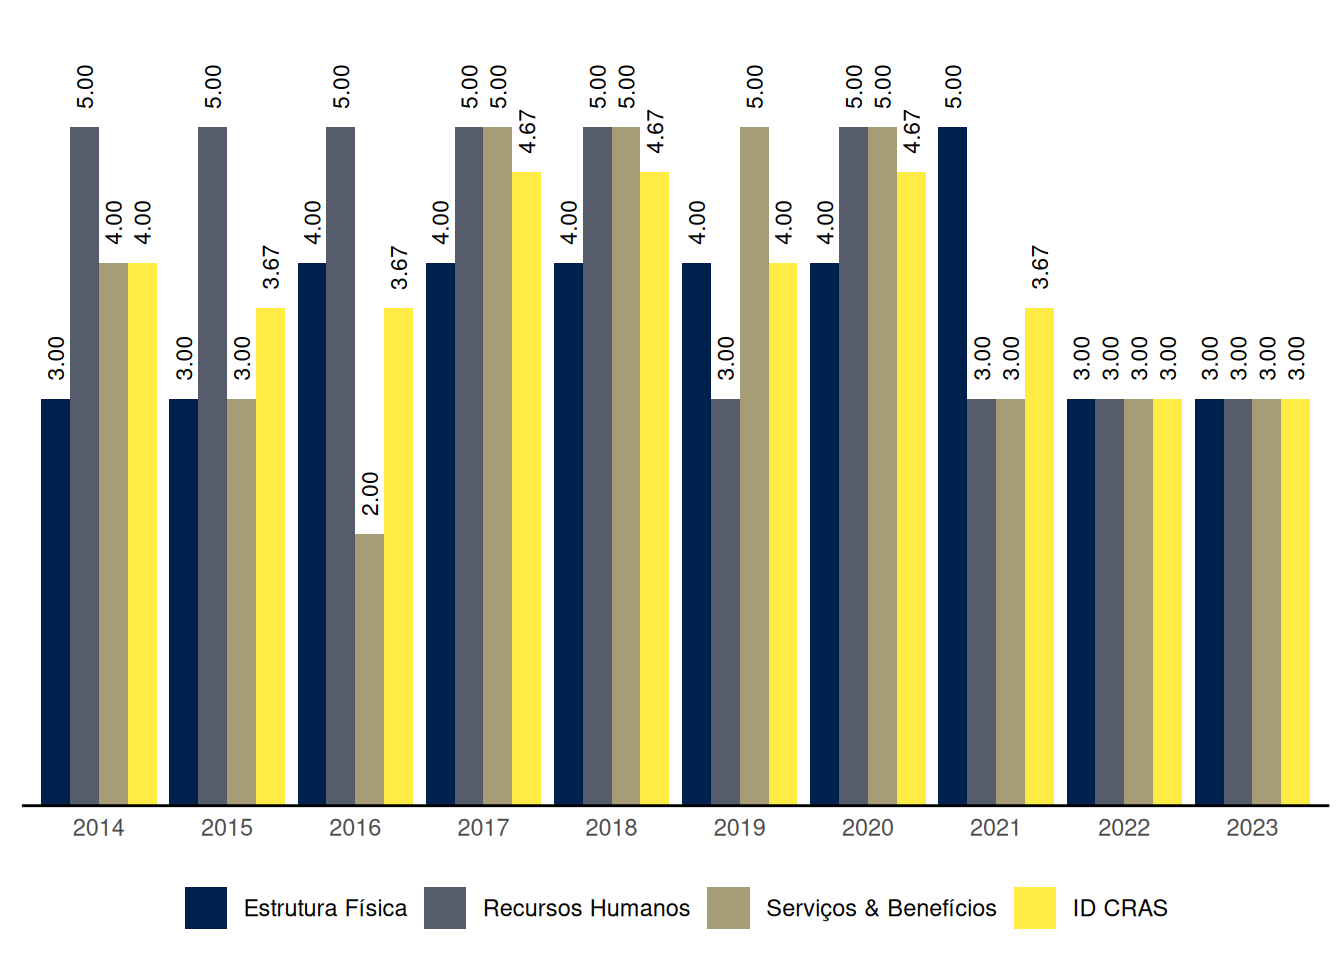 5.00 5.00 5.00 5.00 5.00 5.00 5.00 5.00 5.00 5.00 5.00
4.67 4.67 4.67
4.00 4.00 4.00 4.00 4.00 4.00 4.00 4.00
3.67 3.67 3.67
3.00 3.00 3.00 3.00 3.00 3.00 3.00 3.00 3.00 3.00 3.00 3.00 3.00 3.00
2.00
2014 2015 2016 2017 2018 2019 2020 2021 2022 2023
Estrutura Física Recursos Humanos Serviços & Benefícios ID CRAS